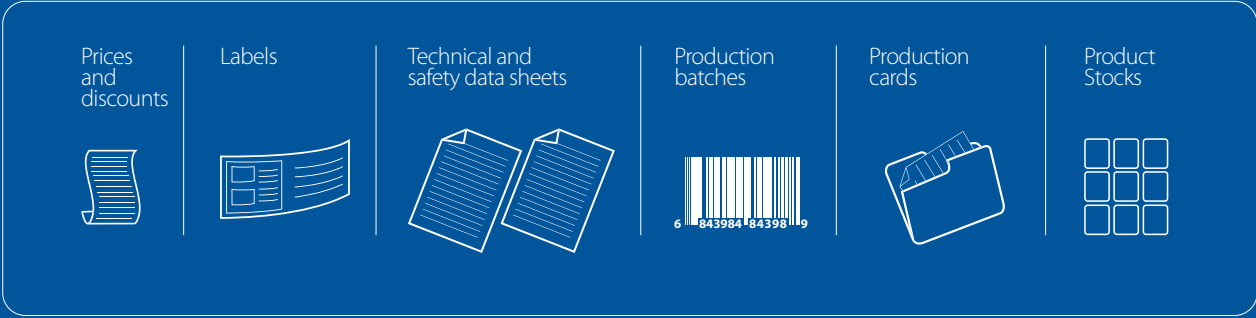 Prices
and
discounts
Labels
Technical and
safety data sheets
Production
batches
Production
cards
Product
Stocks
6 843984 84398 9